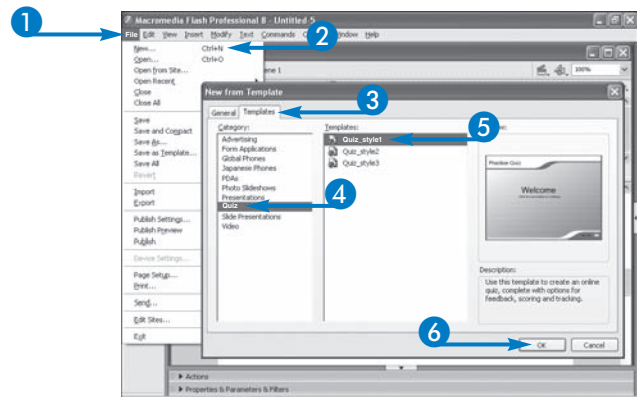 Macromedia Flash Professional 8 - Untitled-5
1
File Edit View Insert Modify Text Commands Window Help
New... Ctrl+N
2
Open... Ctrl+O
Open from Site...
Open Recent
Close
Close All
Save
Save and Compact
Save As...
Save as Template...
Save All
Revert
Import
Export
Publish Settings...
Publish Preview
Publish
Device Settings...
Page Setup...
Print...
Send...
Edit Sites...
Exit
100%
New from Template
General Templates
3
Category:
Advertising
Form Applications
Global Phones
Japanese Phones
PDAs
Photo Slideshows
Presentations
Quiz
4
Slide Presentations
Video
Templates:
Quiz_style1
5
Quiz_style2
Quiz_style3
Practice Quiz
Welcome
Description:
Use this template to create an online
quiz, complete with options for
feedback, scoring and tracking.
6
OK Cancel
Actions
Properties & Parameters & Filters